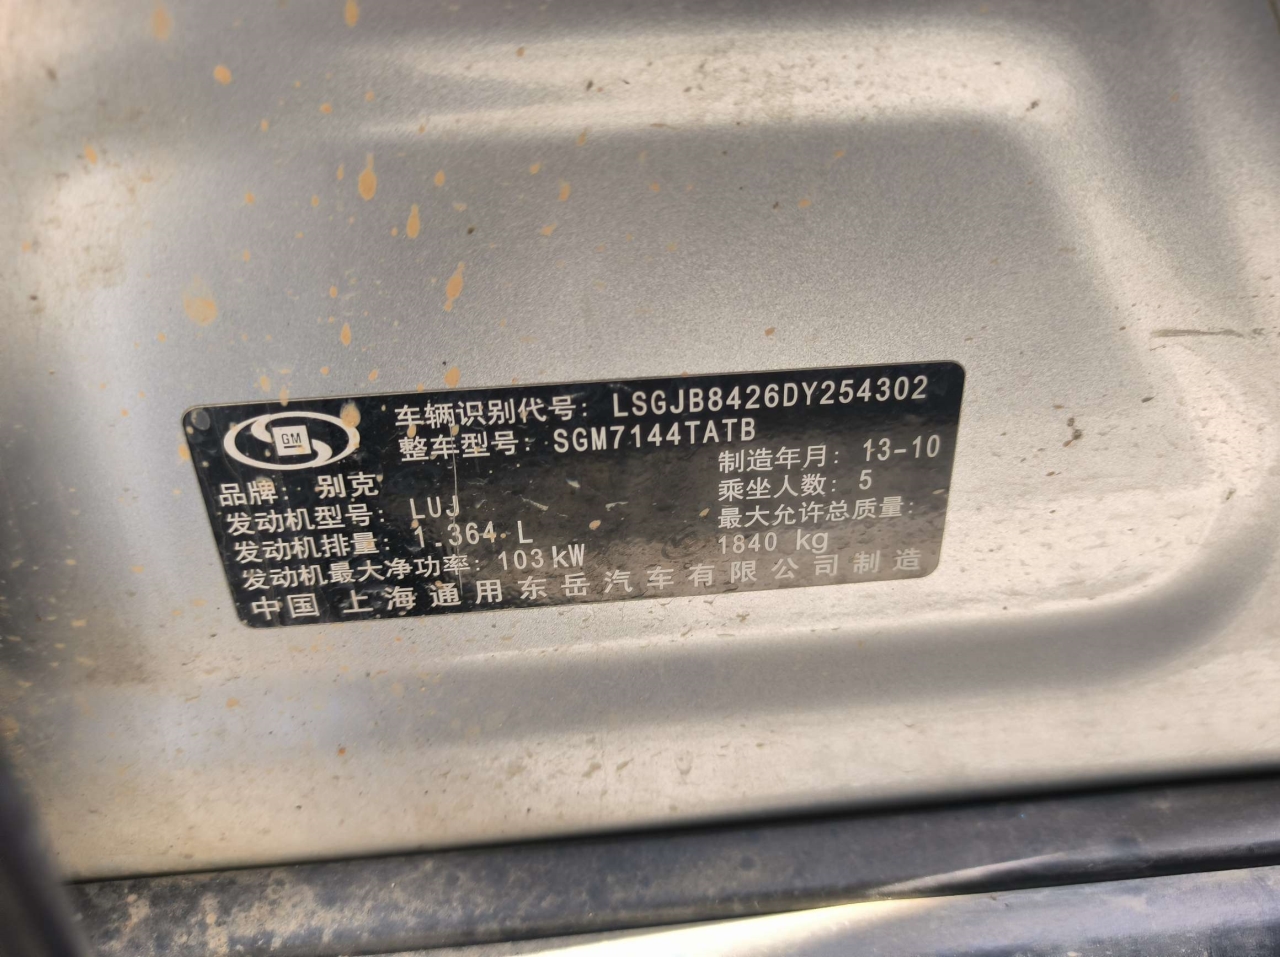 车辆识别代号: LSGJB8426DY254302
整车型号: SGM7144TATB
GM
制造年月: 13-10
品牌: 别克
乘坐人数: 5
发动机型号: LUJ
最大允许总质量:
1840 kg
发动机排量: 1.364 L
发动机最大净功率: 103kW
中国 上海通用东岳汽车有限公司制造